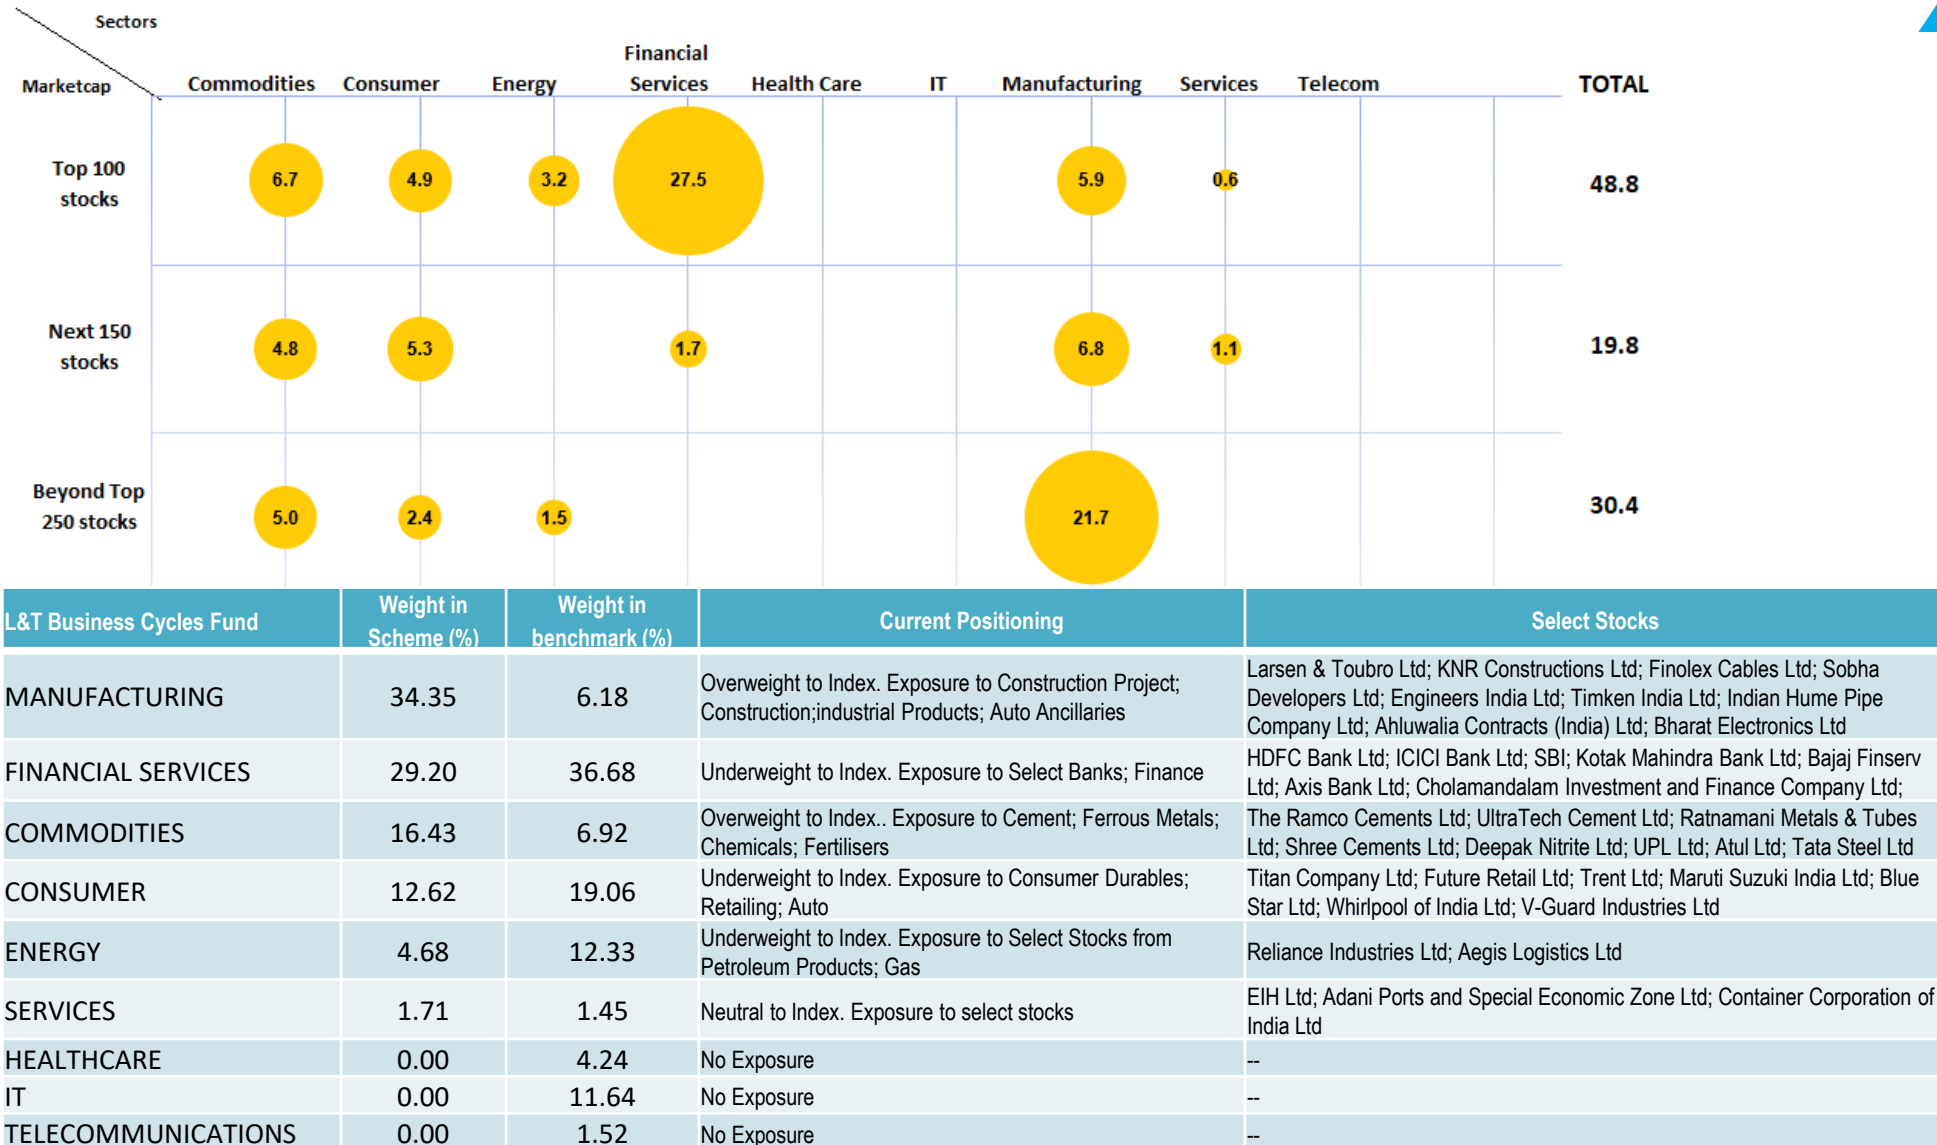 Sectors
Marketcap
Commodities Consumer Energy Financial Services Health Care IT Manufacturing Services Telecom TOTAL
Top 100
stocks
6.7 4.9 3.2 27.5 5.9 0.6 48.8
Next 150
stocks
4.8 5.3 1.7 6.8 1.1 19.8
Beyond Top
250 stocks
5.0 2.4 1.5 21.7 30.4
L&T Business Cycles Fund
Weight in
Scheme (%)
Weight in
benchmark (%)
Current Positioning
Select Stocks
MANUFACTURING
34.35
6.18
Overweight to Index. Exposure to Construction Project;
Construction;industrial Products; Auto Ancillaries
Larsen & Toubro Ltd; KNR Constructions Ltd; Finolex Cables Ltd; Sobha
Developers Ltd; Engineers India Ltd; Timken India Ltd; Indian Hume Pipe
Company Ltd; Ahluwalia Contracts (India) Ltd; Bharat Electronics Ltd
FINANCIAL SERVICES
29.20
36.68
Underweight to Index. Exposure to Select Banks; Finance
HDFC Bank Ltd; ICICI Bank Ltd; SBI; Kotak Mahindra Bank Ltd; Bajaj Finserv
Ltd; Axis Bank Ltd; Cholamandalam Investment and Finance Company Ltd;
COMMODITIES
16.43
6.92
Overweight to Index.. Exposure to Cement; Ferrous Metals;
Chemicals; Fertilisers
The Ramco Cements Ltd; UltraTech Cement Ltd; Ratnamani Metals & Tubes
Ltd; Shree Cements Ltd; Deepak Nitrite Ltd; UPL Ltd; Atul Ltd; Tata Steel Ltd
CONSUMER
12.62
19.06
Underweight to Index. Exposure to Consumer Durables;
Retailing; Auto
Titan Company Ltd; Future Retail Ltd; Trent Ltd; Maruti Suzuki India Ltd; Blue
Star Ltd; Whirlpool of India Ltd; V-Guard Industries Ltd
ENERGY
4.68
12.33
Underweight to Index. Exposure to Select Stocks from
Petroleum Products; Gas
Reliance Industries Ltd; Aegis Logistics Ltd
SERVICES
1.71
1.45
Neutral to Index. Exposure to select stocks
EIH Ltd; Adani Ports and Special Economic Zone Ltd; Container Corporation of
India Ltd
HEALTHCARE
0.00
4.24
No Exposure
--
IT
0.00
11.64
No Exposure
--
TELECOMMUNICATIONS
0.00
1.52
No Exposure
--